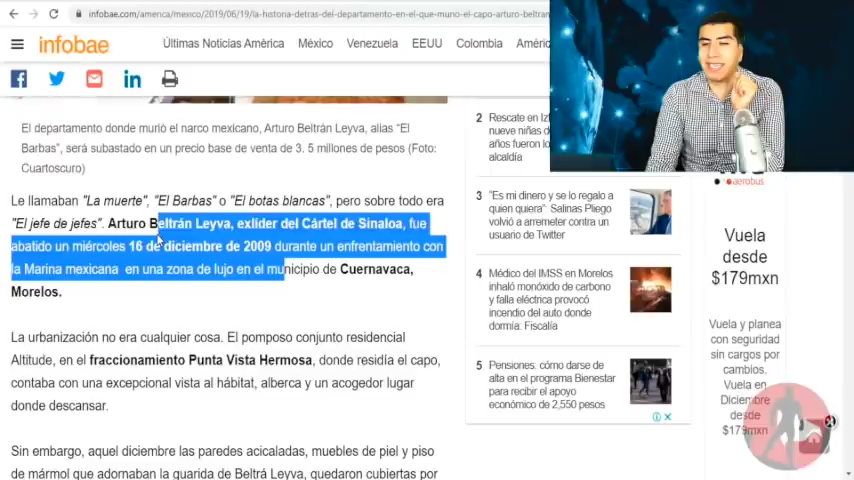 infobae.com/america/mexico/2019/06/19/la-historia-detras-del-departamento-en-el-que-murio-el-capo-arturo-beltran
infobae
Últimas Noticias América México Venezuela EEUU Colombia Améric
El departamento donde murió el narco mexicano, Arturo Beltrán Leyva, alias “El
Barbas”, será subastado en un precio base de venta de 3. 5 millones de pesos (Foto:
Cuartoscuro)
Le llamaban "La muerte", "El Barbas" o "El botas blancas", pero sobre todo era
"El jefe de jefes". Arturo Beltrán Leyva, exlíder del Cártel de Sinaloa, fue
abatido un miércoles 16 de diciembre de 2009 durante un enfrentamiento con
la Marina mexicana en una zona de lujo en el municipio de Cuernavaca,
Morelos.
La urbanización no era cualquier cosa. El pomposo conjunto residencial
Altitude, en el fraccionamiento Punta Vista Hermosa, donde residía el capo,
contaba con una excepcional vista al hábitat, alberca y un acogedor lugar
donde descansar.
Sin embargo, aquel diciembre las paredes acicaladas, muebles de piel y piso
de mármol que adornaban la guarida de Beltrá Leyva, quedaron cubiertas por
2 Rescate en Iz
nueve niñas d
años fueron lo
alcaldía
3 "Es mi dinero y se lo regalo a
quien quiera": Salinas Pliego
volvió a arremeter contra un
usuario de Twitter
4 Médico del IMSS en Morelos
inhaló monóxido de carbono
y falla eléctrica provocó
incendio del auto donde
dormía: Fiscalía
5 Pensiones: cómo darse de
alta en el programa Bienestar
para recibir el apoyo
económico de 2,550 pesos
aerobus
Vuela
desde
$179mxn
Vuela y planea
con seguridad
sin cargos por
cambios.
Vuela en
Diciembre
desde
$179mxn